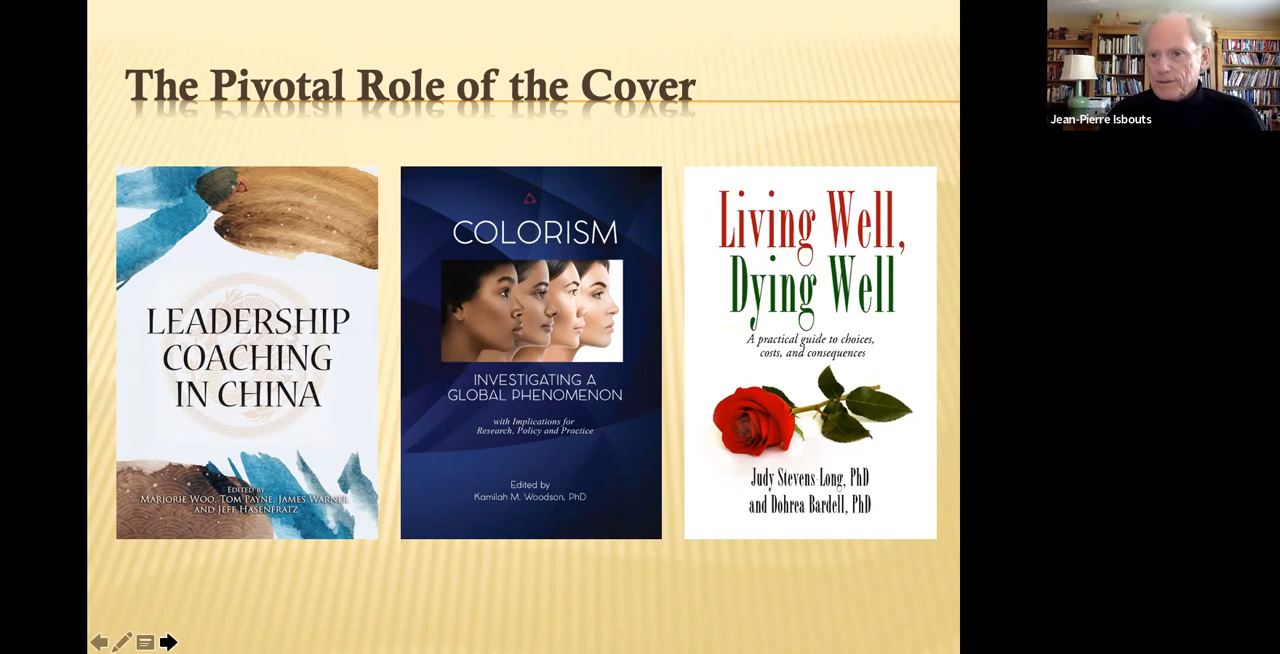 The Pivotal Role of the Cover
Jean-Pierre Isbouts
LEADERSHIP
COACHING
IN CHINA
EDITED BY
MARJORIE WOO, TOM PAYNE, JAMES WARNER
AND JEFF HASENFRATZ
COLORISM
INVESTIGATING A
GLOBAL PHENOMENON
with Implications for
Research, Policy and Practice
Edited by
Kamilah M. Woodson, PhD
Living Well,
Dying Well
A practical guide to choices,
costs, and consequences
Judy Stevens-Long, PhD
and Dohrea Bardell, PhD